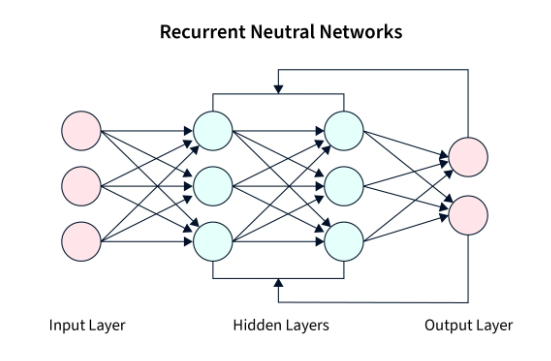 Recurrent Neutral Networks
Input Layer
Hidden Layers
Output Layer